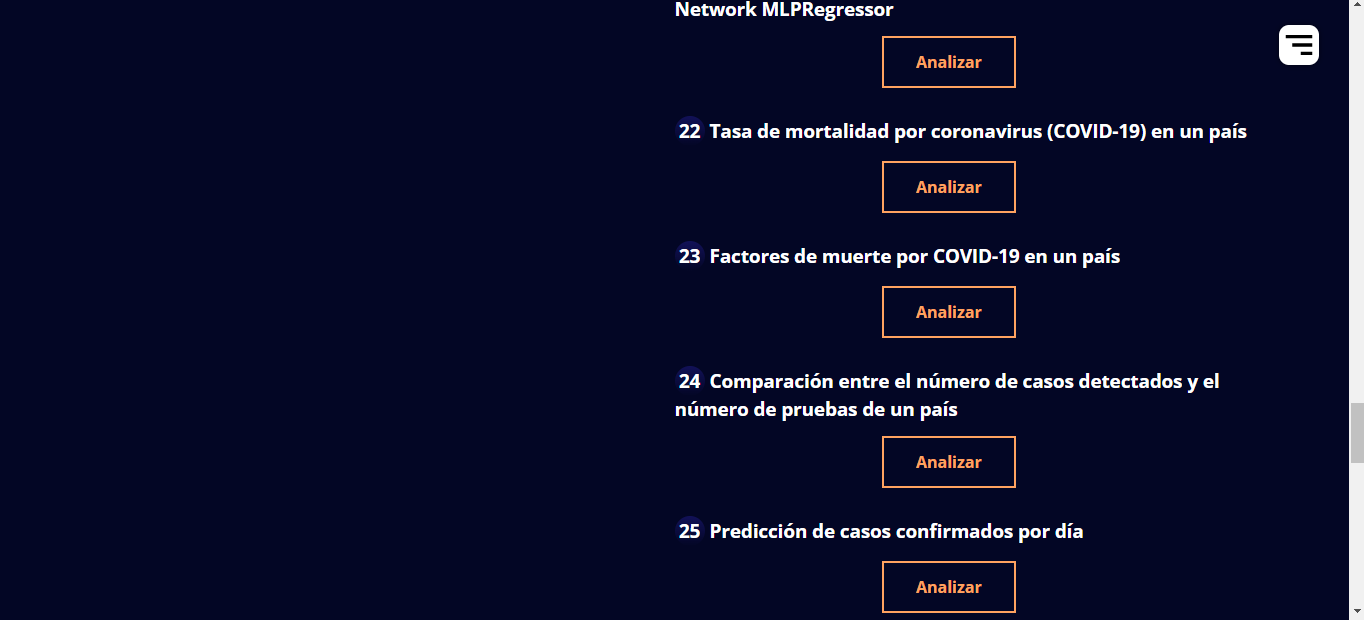 Network MLPRegressor
Analizar
22 Tasa de mortalidad por coronavirus (COVID-19) en un país
Analizar
23 Factores de muerte por COVID-19 en un país
Analizar
24 Comparación entre el número de casos detectados y el
número de pruebas de un país
Analizar
25 Predicción de casos confirmados por día
Analizar